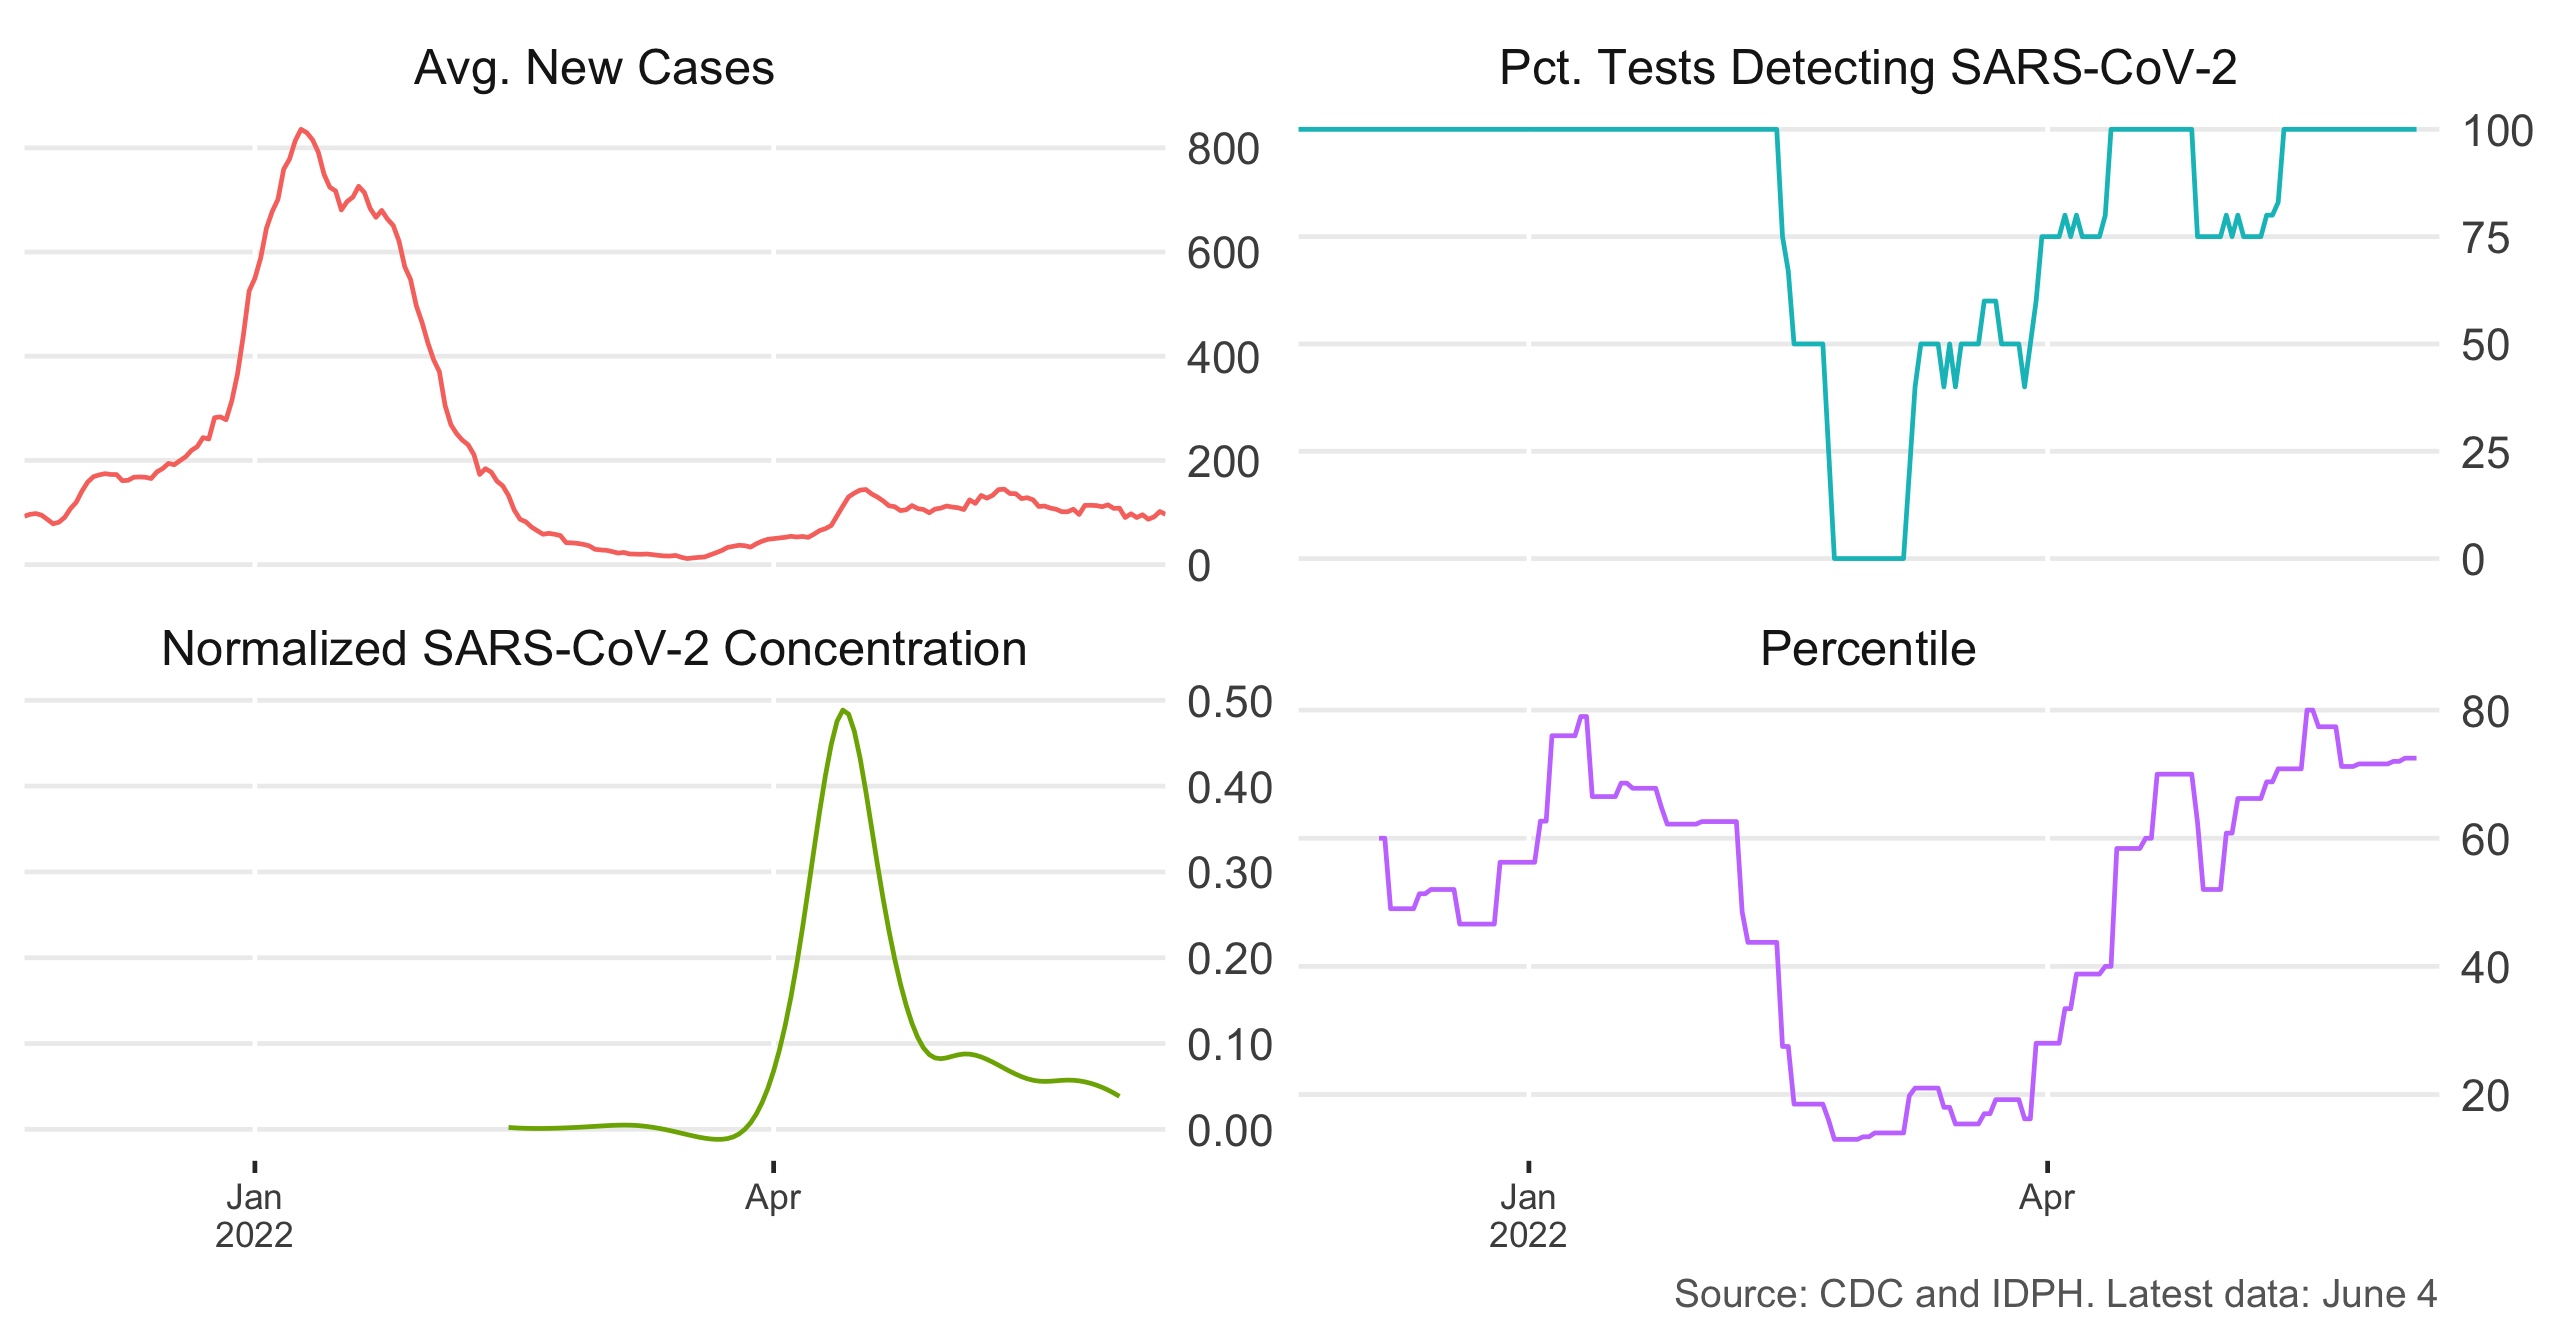 Avg. New Cases
800
600
400
200
0
Pct. Tests Detecting SARS-CoV-2
100
75
50
25
0
Normalized SARS-CoV-2 Concentration
0.50
0.40
0.30
0.20
0.10
0.00
Jan
2022
Apr
Percentile
80
60
40
20
Jan
2022
Apr
Source: CDC and IDPH. Latest data: June 4